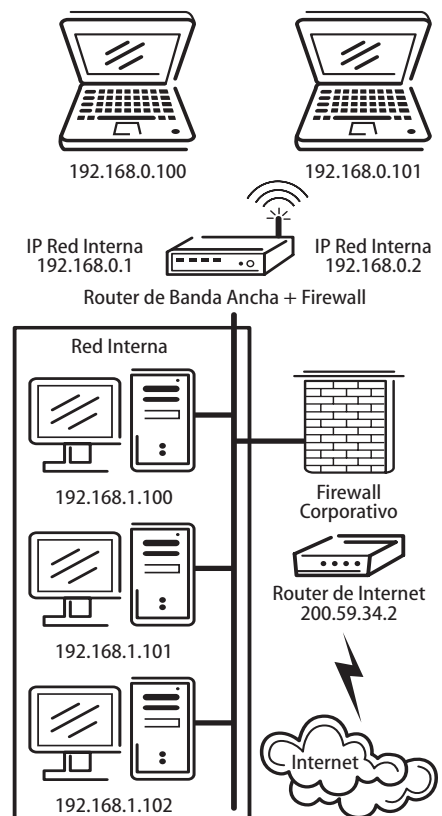 192.168.0.100
192.168.0.101
IP Red Interna
192.168.0.1
IP Red Interna
192.168.0.2
Router de Banda Ancha + Firewall
Red Interna
192.168.1.100
Firewall
Corporativo
Router de Internet
200.59.34.2
192.168.1.101
Internet
192.168.1.102